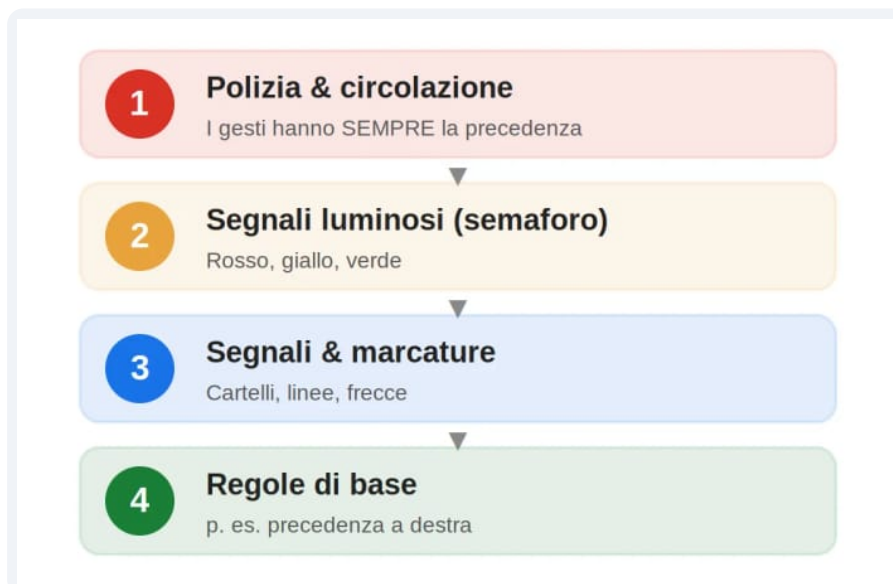 1
Polizia & circolazione
I gesti hanno SEMPRE la precedenza
2
Segnali luminosi (semaforo)
Rosso, giallo, verde
3
Segnali & marcature
Cartelli, linee, frecce
4
Regole di base
p. es. precedenza a destra